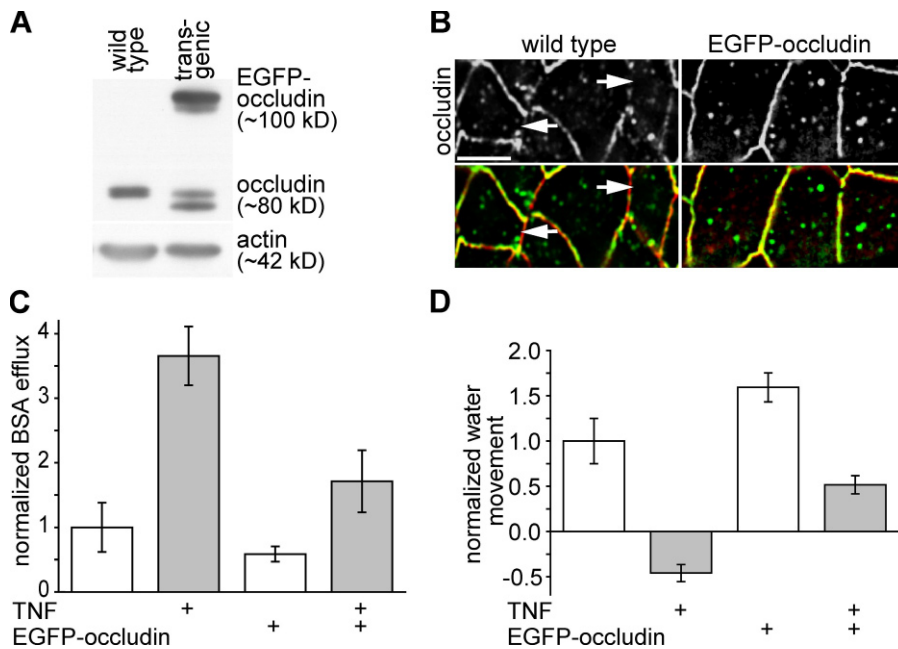 A
wild type
trans-genic
EGFP-
occludin
(~100 kD)
occludin
(~80 kD)
actin
(~42 kD)
B
wild type
EGFP-occludin
occludin
C
normalized BSA efflux
4
2
1
0
TNF
+
+
EGFP-occludin
+
+
D
normalized water
movement
2.0
1.5
1.0
0.5
0.0
-0.5
TNF
+
+
EGFP-occludin
+
+